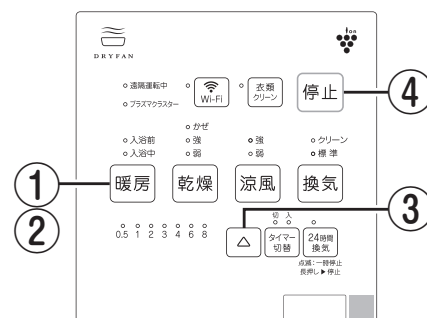 DRYFAN
Ion
遠隔運転中
プラズマクラスター
Wi-Fi
衣類
クリーン
停止
④
入浴前
入浴中
かぜ
強
弱
強
弱
クリーン
標準
①
②
暖房
乾燥
涼風
換気
③
0.5 1 2 3 4 6 8
△
切 入
タイマー
切替
24時間
換気
点滅：一時停止
長押し▶停止